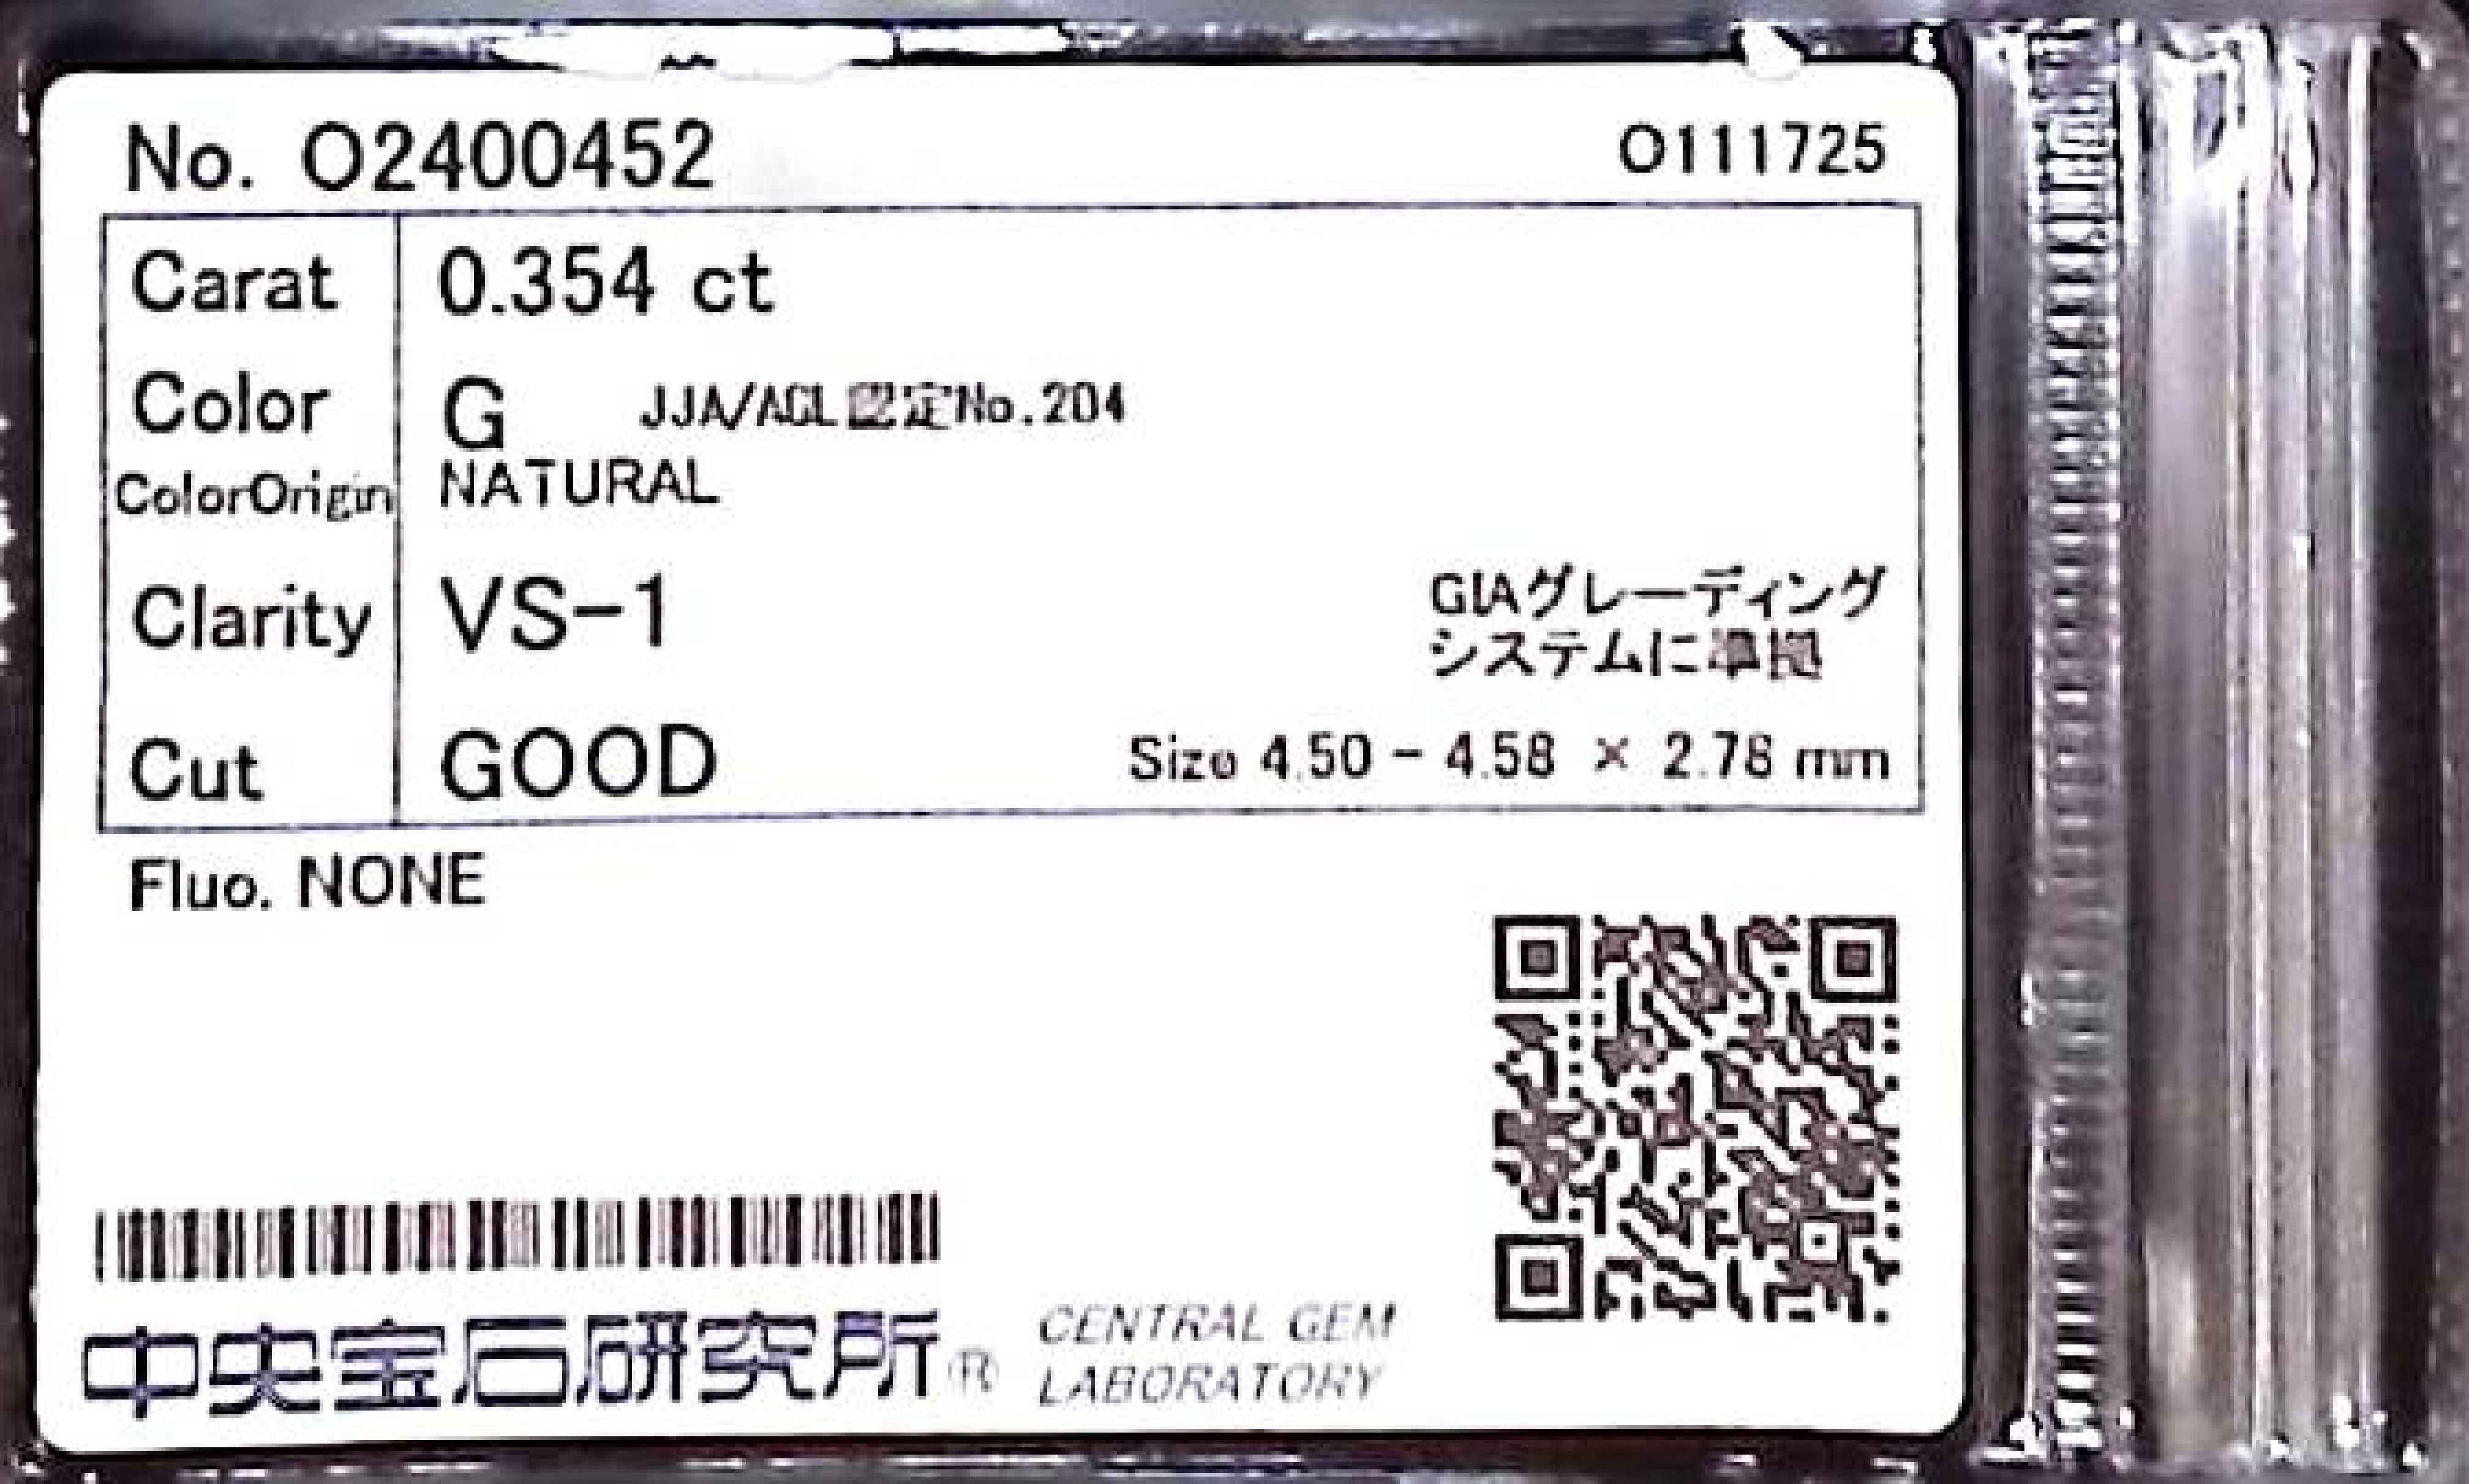 No. O2400452
O111725
Carat 0.354 ct
Color G JJA/AGL認定No.204
ColorOrigin NATURAL
Clarity VS-1
GIAグレーディング
システムに準拠
Cut GOOD
Size 4.50 - 4.58 × 2.78 mm
Fluo. NONE
中央宝石研究所®
CENTRAL GEM
LABORATORY